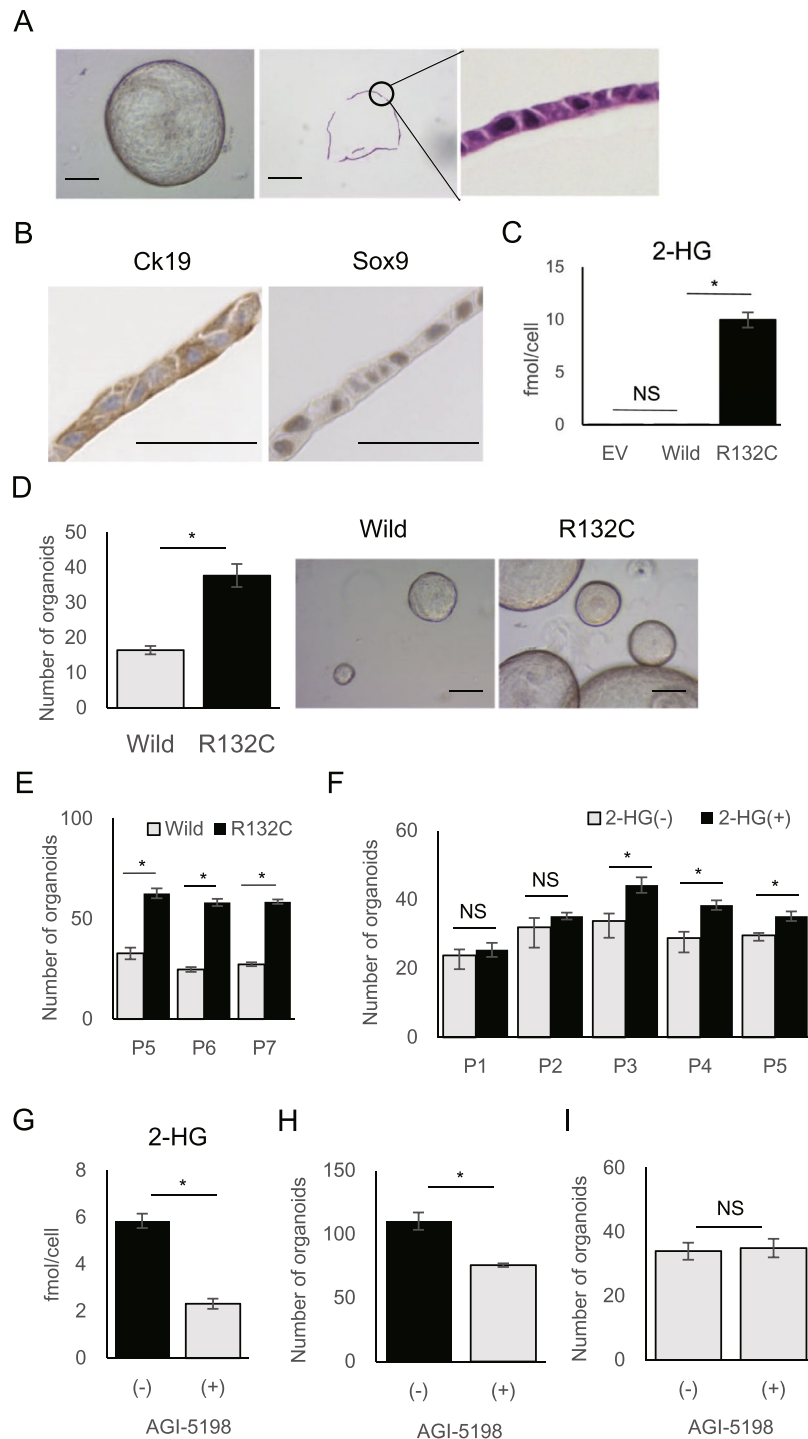 A
B
Ck19
Sox9
C
2-HG
fmol/cell
15
10
5
0
*
NS
EV Wild R132C
D
Number of organoids
50
40
30
20
10
0
*
Wild R132C
Wild
R132C
E
Number of organoids
100
50
0
Wild R132C
* * *
P5 P6 P7
F
Number of organoids
60
40
20
0
2-HG(-) 2-HG(+)
NS NS * * *
P1 P2 P3 P4 P5
G
2-HG
fmol/cell
8
6
4
2
0
*
(-) (+)
AGI-5198
H
Number of organoids
150
100
50
0
*
(-) (+)
AGI-5198
I
Number of organoids
60
40
20
0
NS
(-) (+)
AGI-5198